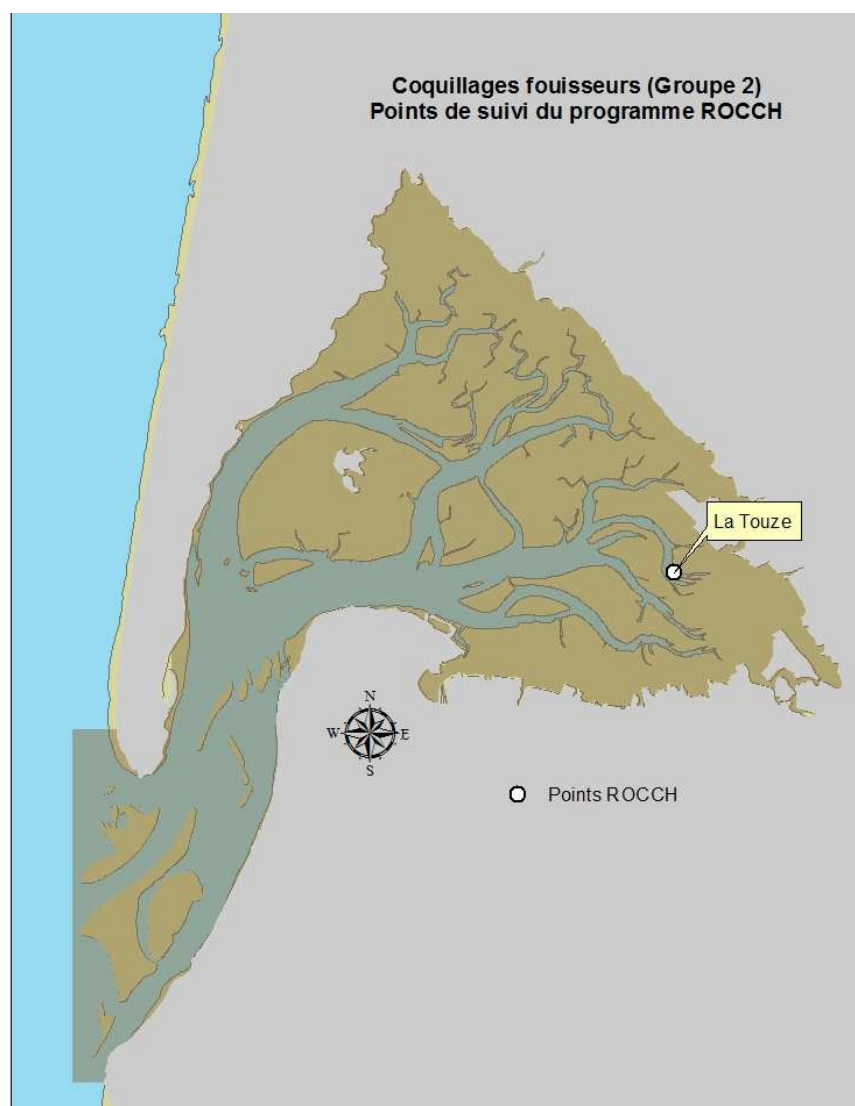 Coquillages fouisseurs (Groupe 2)
Points de suivi du programme ROCCH
La Touze
N
W
E
S
Points ROCCH